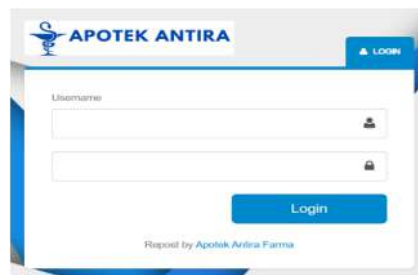 APOTEK ANTIRA
LOGIN
Username
Login
Repost by Apotek Antira Farma